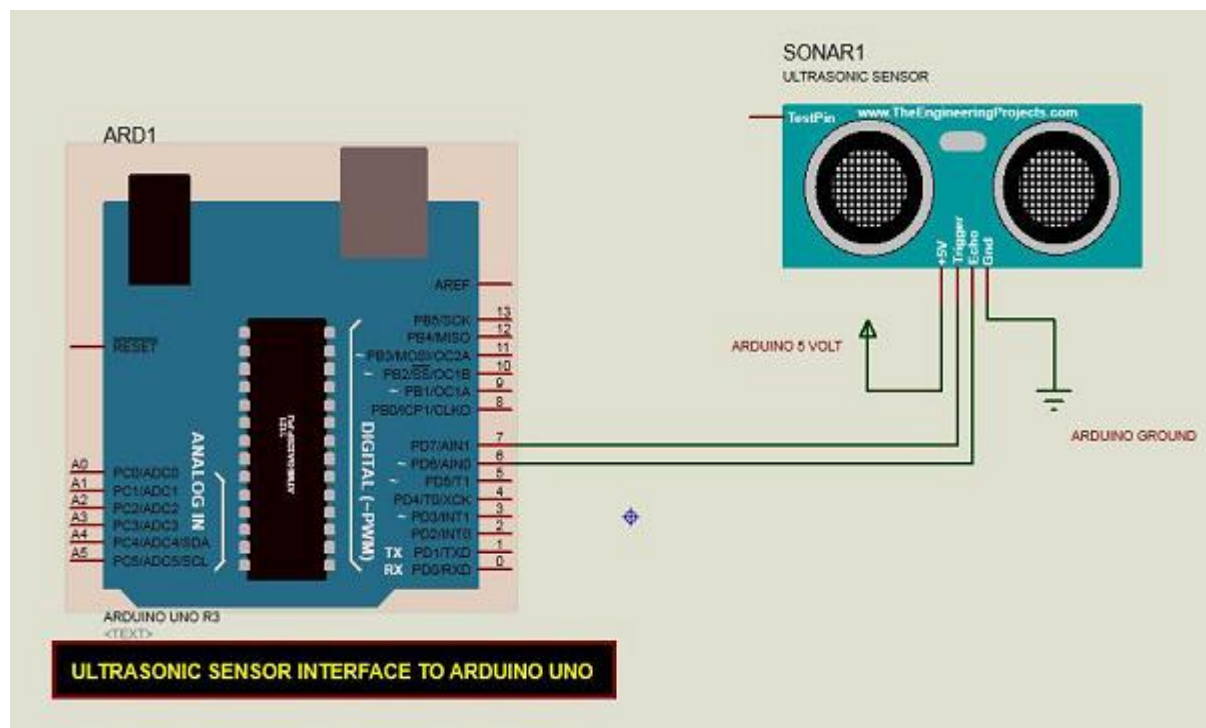 SONAR1
ULTRASONIC SENSOR
TestPin
www.TheEngineeringProjects.com
+5V
Trigger
Echo
Gnd
ARDUINO 5 VOLT
ARDUINO GROUND
ARD1
RESET
AREF
PB5/SCK 13
PB4/MISO 12
~ PB3/MOSI/OC2A 11
~ PB2/SS/OC1B 10
~ PB1/OC1A 9
PB0/ICP1/CLKO 8
PD7/AIN1 7
~ PD6/AIN0 6
~ PD5/T1 5
PD4/T0/XCK 4
~ PD3/INT1 3
PD2/INT0 2
TX PD1/TXD 1
RX PD0/RXD 0
DIGITAL (~PWM)
ANALOG IN
A0 PC0/ADC0
A1 PC1/ADC1
A2 PC2/ADC2
A3 PC3/ADC3
A4 PC4/ADC4/SDA
A5 PC5/ADC5/SCL
ARDUINO UNO R3
<TEXT>
ULTRASONIC SENSOR INTERFACE TO ARDUINO UNO